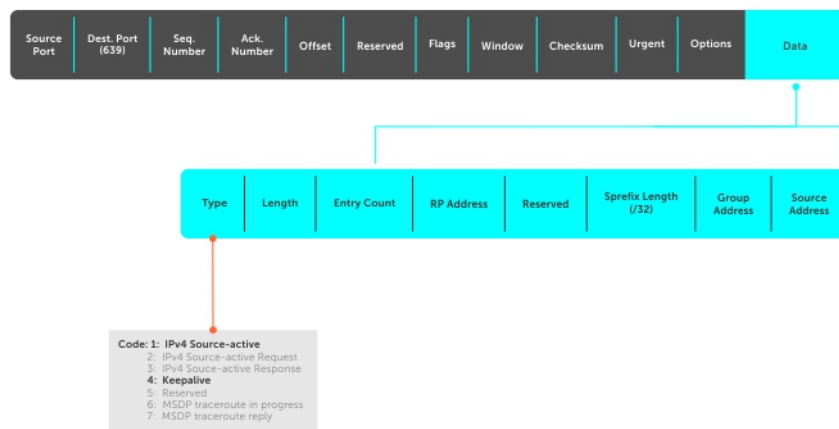 Source
Port
Dest. Port
(639)
Seq.
Number
Ack.
Number
Offset
Reserved
Flags
Window
Checksum
Urgent
Options
Data
Type
Length
Entry Count
RP Address
Reserved
Sprefix Length
(/32)
Group
Address
Source
Address
Code: 1: IPv4 Source-active
2: IPv4 Source-active Request
3: IPv4 Souce-active Response
4: Keepalive
5: Reserved
6: MSDP traceroute in progress
7: MSDP traceroute reply